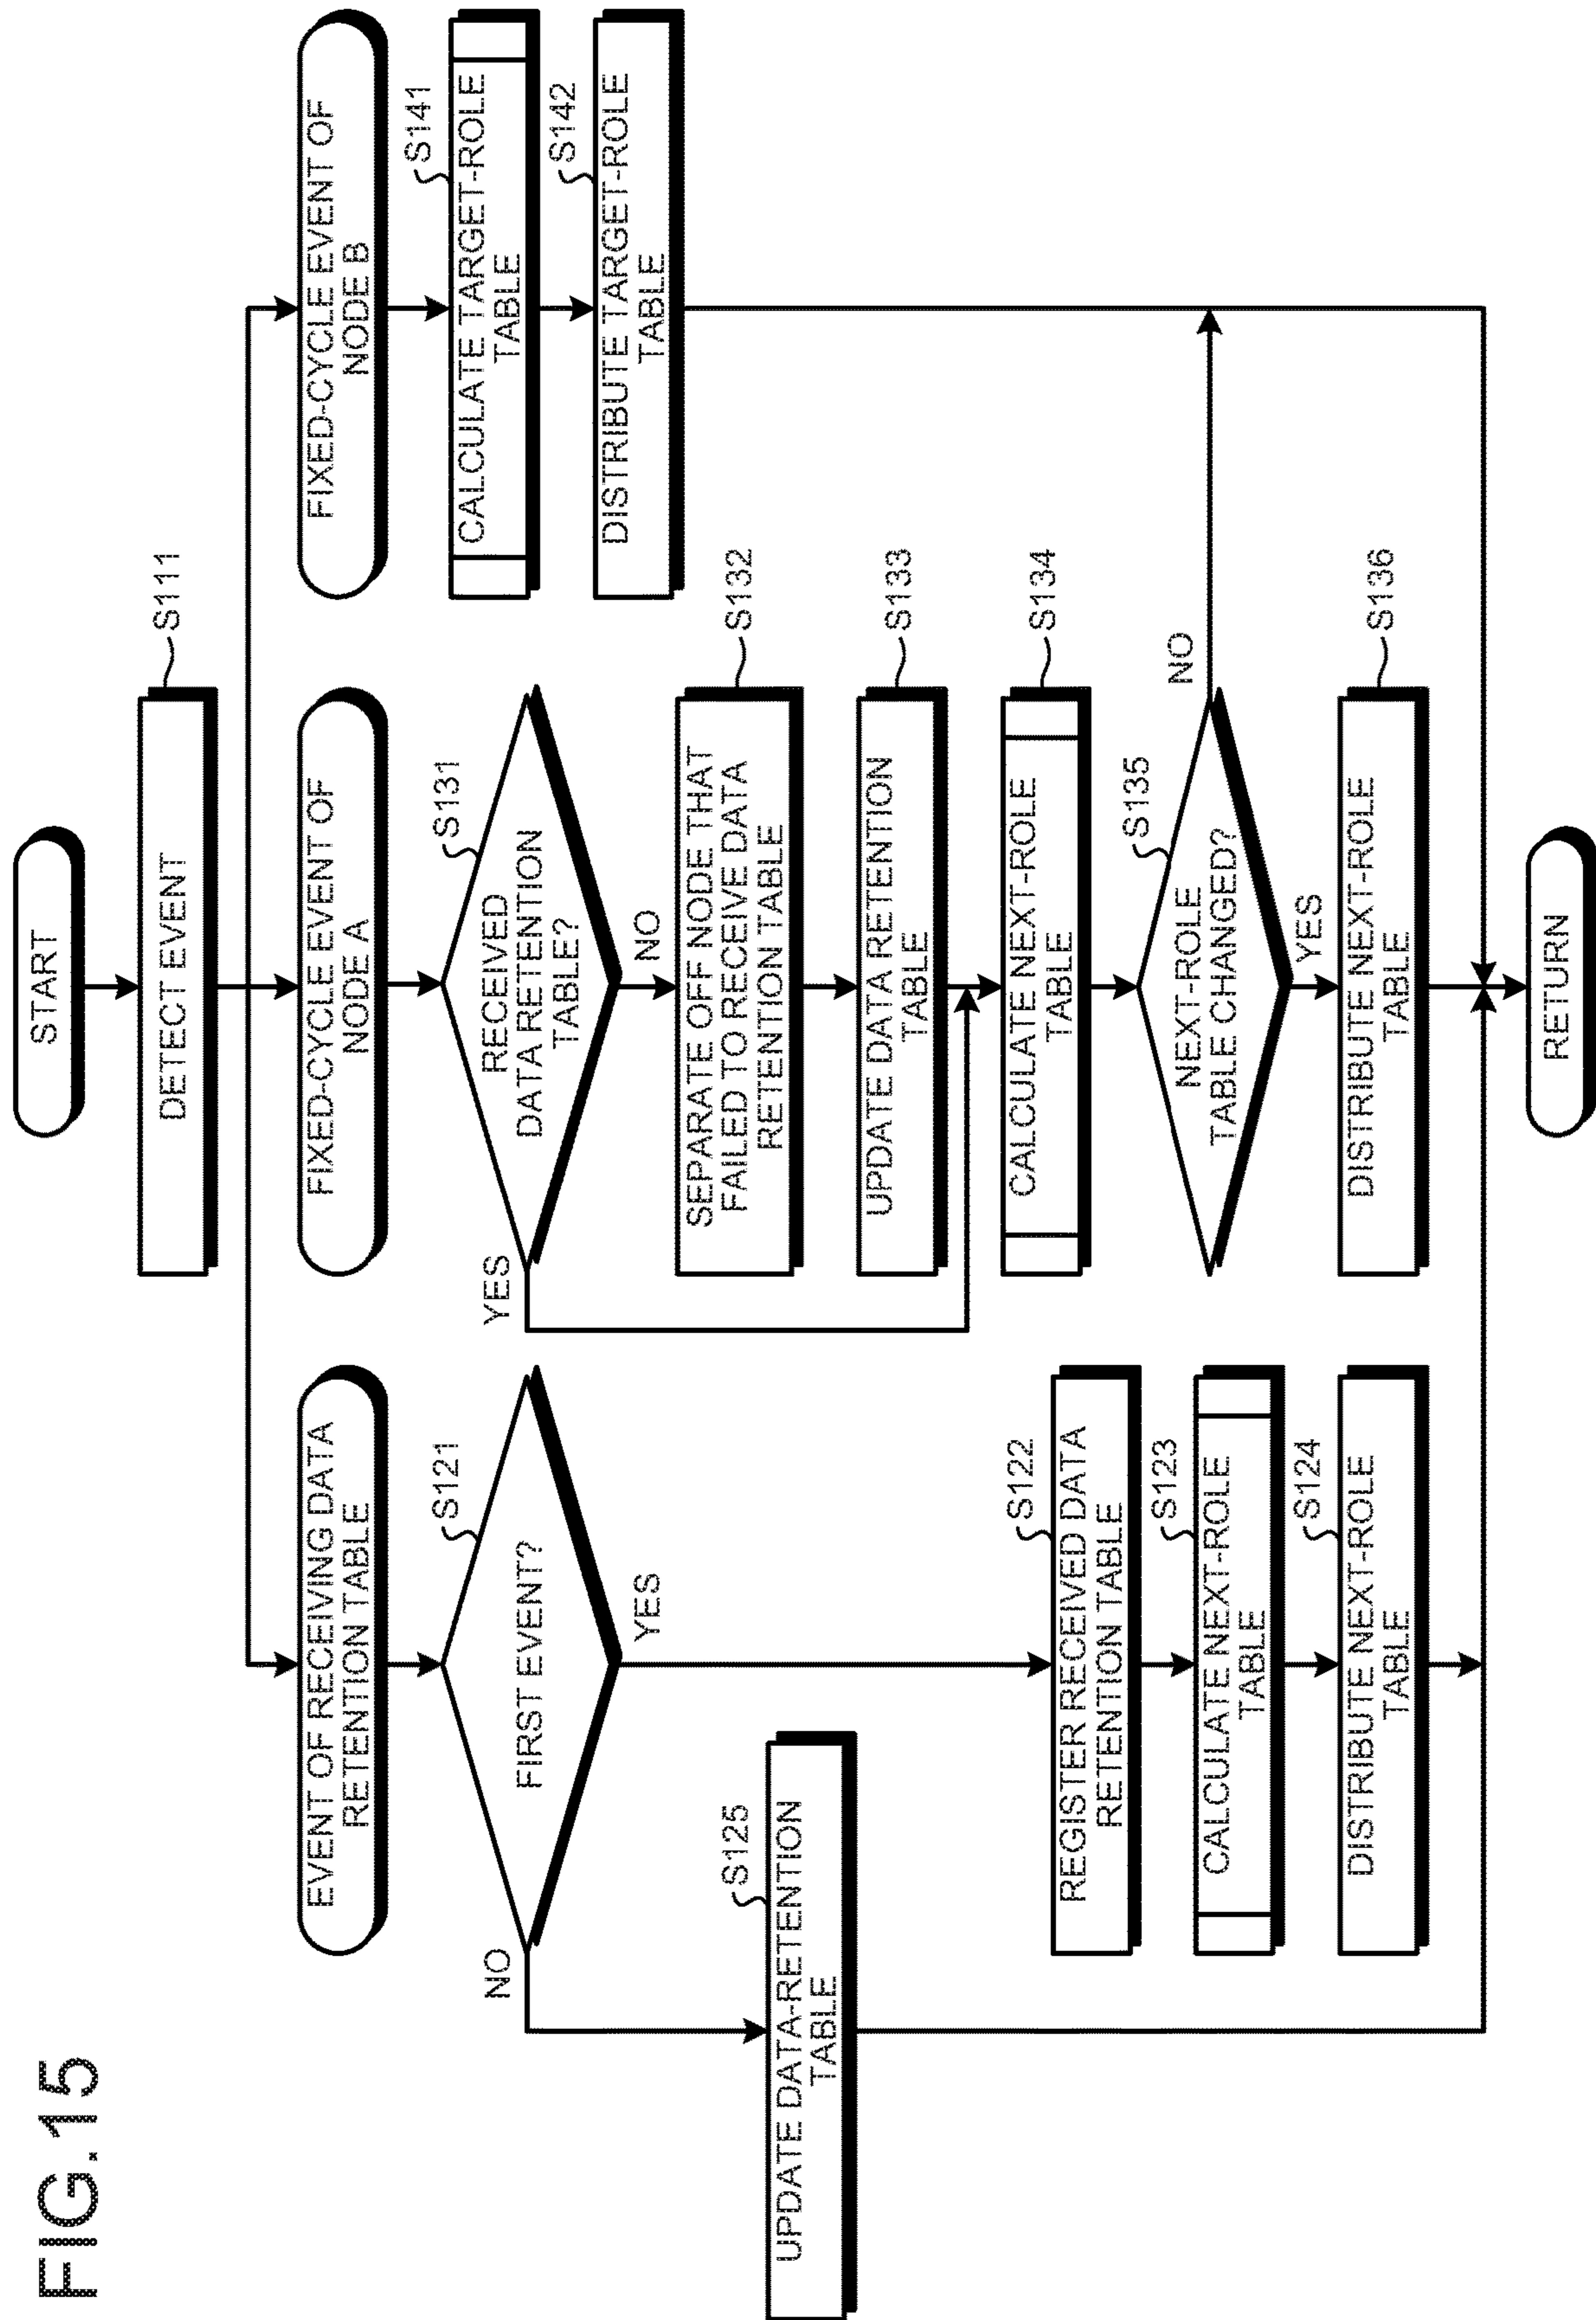 FIG.15
START
DETECT EVENT
S111
EVENT OF RECEIVING DATA
RETENTION TABLE
FIRST EVENT?
S121
NO
YES
UPDATE DATA-RETENTION
TABLE
S125
REGISTER RECEIVED DATA
RETENTION TABLE
S122
CALCULATE NEXT-ROLE
TABLE
S123
DISTRIBUTE NEXT-ROLE
TABLE
S124
FIXED-CYCLE EVENT OF
NODE A
RECEIVED
DATA RETENTION
TABLE?
S131
YES
NO
SEPARATE OFF NODE THAT
FAILED TO RECEIVE DATA
RETENTION TABLE
S132
UPDATE DATA RETENTION
TABLE
S133
CALCULATE NEXT-ROLE
TABLE
S134
NEXT-ROLE
TABLE CHANGED?
S135
NO
YES
DISTRIBUTE NEXT-ROLE
TABLE
S136
FIXED-CYCLE EVENT OF
NODE B
CALCULATE TARGET-ROLE
TABLE
S141
DISTRIBUTE TARGET-ROLE
TABLE
S142
RETURN